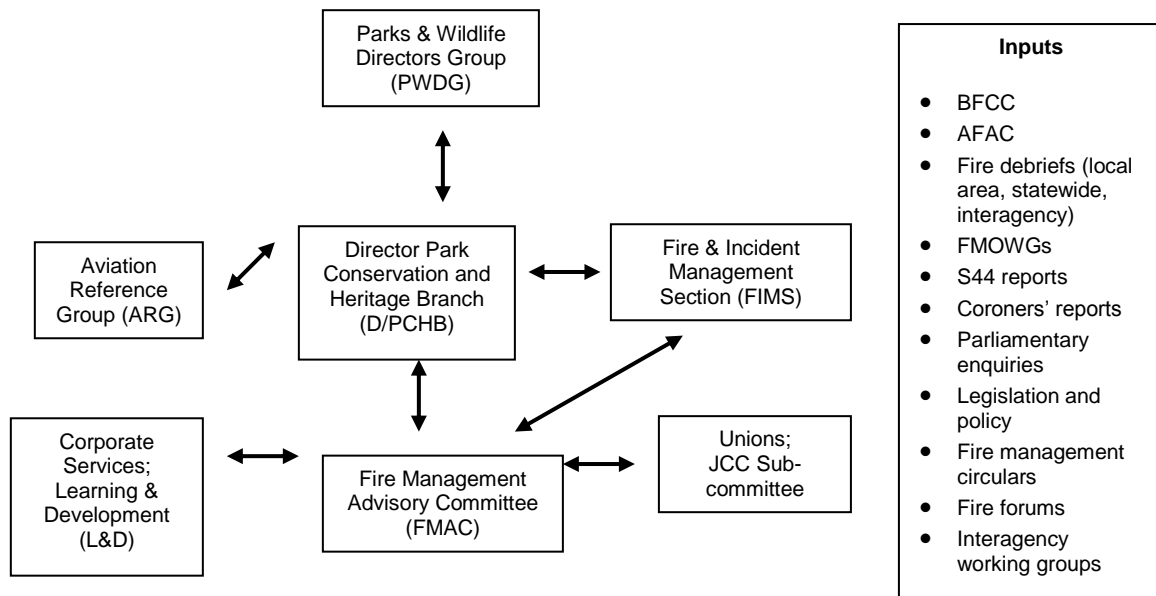 Parks & Wildlife
Directors Group
(PWDG)
Aviation
Reference
Group (ARG)
Director Park
Conservation and
Heritage Branch
(D/PCHB)
Fire & Incident
Management
Section (FIMS)
Corporate
Services;
Learning &
Development
(L&D)
Fire Management
Advisory Committee
(FMAC)
Unions;
JCC Sub-
committee
Inputs
• BFCC
• AFAC
• Fire debriefs (local
area, statewide,
interagency)
• FMOWGs
• S44 reports
• Coroners’ reports
• Parliamentary
enquiries
• Legislation and
policy
• Fire management
circulars
• Fire forums
• Interagency
working groups